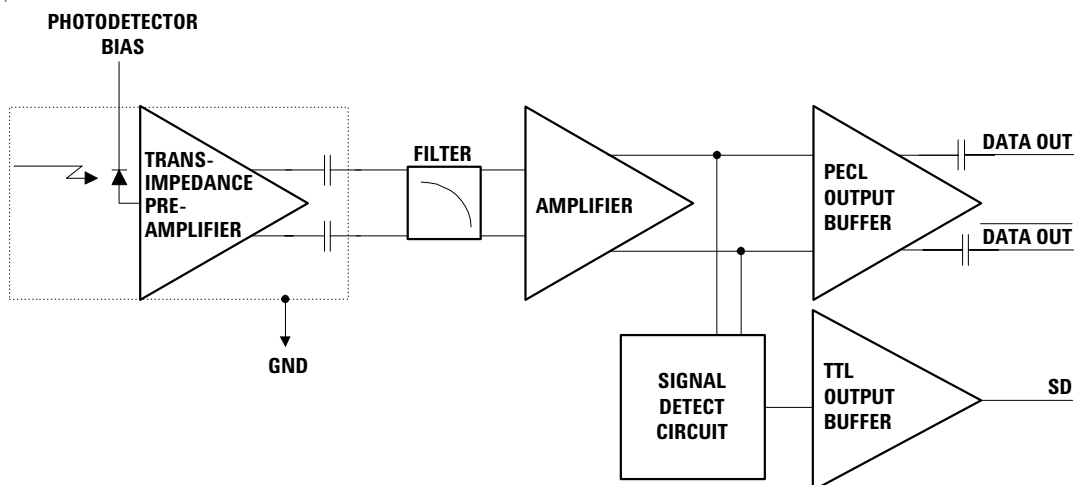 PHOTODETECTOR
BIAS
TRANS-
IMPEDANCE
PRE-
AMPLIFIER
GND
FILTER
AMPLIFIER
PECL
OUTPUT
BUFFER
DATA OUT
DATA OUT
SIGNAL
DETECT
CIRCUIT
TTL
OUTPUT
BUFFER
SD